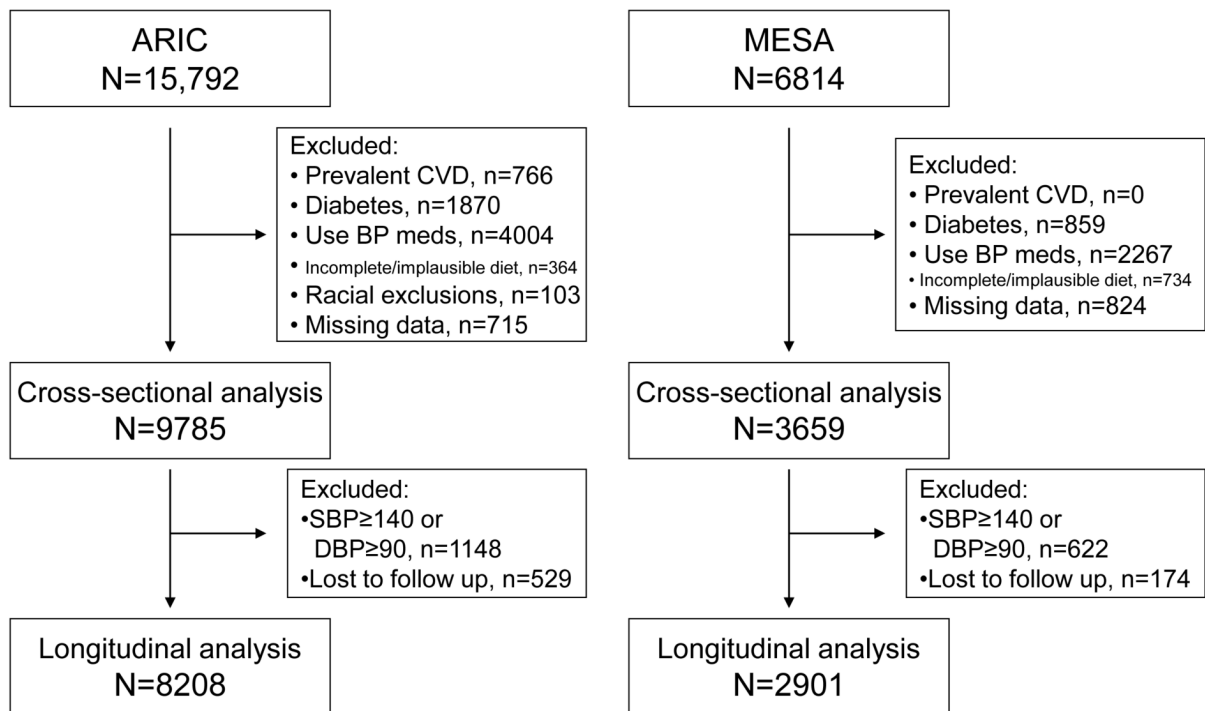 ARIC
N=15,792
Excluded:
• Prevalent CVD, n=766
• Diabetes, n=1870
• Use BP meds, n=4004
• Incomplete/implausible diet, n=364
• Racial exclusions, n=103
• Missing data, n=715
Cross-sectional analysis
N=9785
Excluded:
•SBP≥140 or
DBP≥90, n=1148
•Lost to follow up, n=529
Longitudinal analysis
N=8208
MESA
N=6814
Excluded:
• Prevalent CVD, n=0
• Diabetes, n=859
• Use BP meds, n=2267
• Incomplete/implausible diet, n=734
• Missing data, n=824
Cross-sectional analysis
N=3659
Excluded:
•SBP≥140 or
DBP≥90, n=622
•Lost to follow up, n=174
Longitudinal analysis
N=2901